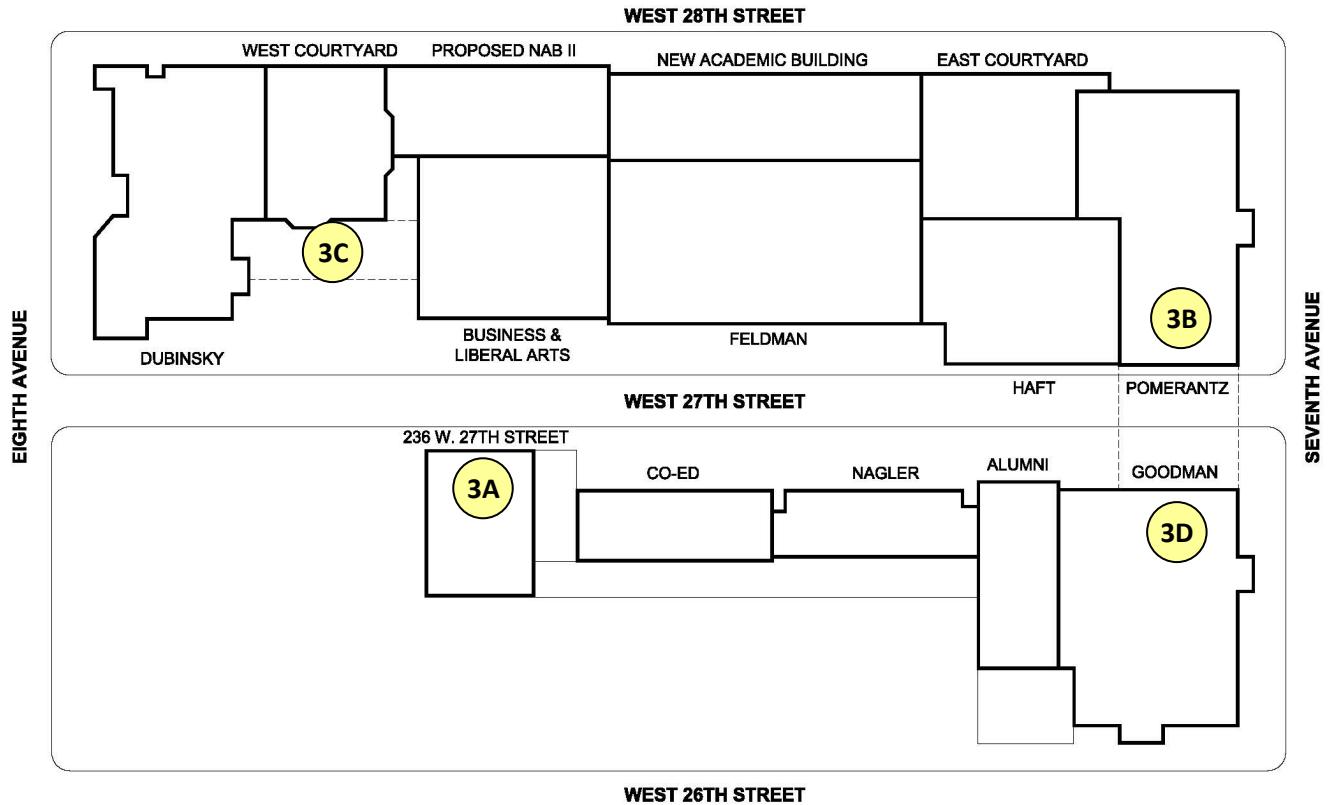 WEST 28TH STREET
WEST COURTYARD
PROPOSED NAB II
NEW ACADEMIC BUILDING
EAST COURTYARD
3C
3B
EIGHTH AVENUE
SEVENTH AVENUE
DUBINSKY
BUSINESS &
LIBERAL ARTS
FELDMAN
HAFT
POMERANTZ
WEST 27TH STREET
236 W. 27TH STREET
CO-ED
NAGLER
ALUMNI
GOODMAN
3A
3D
WEST 26TH STREET